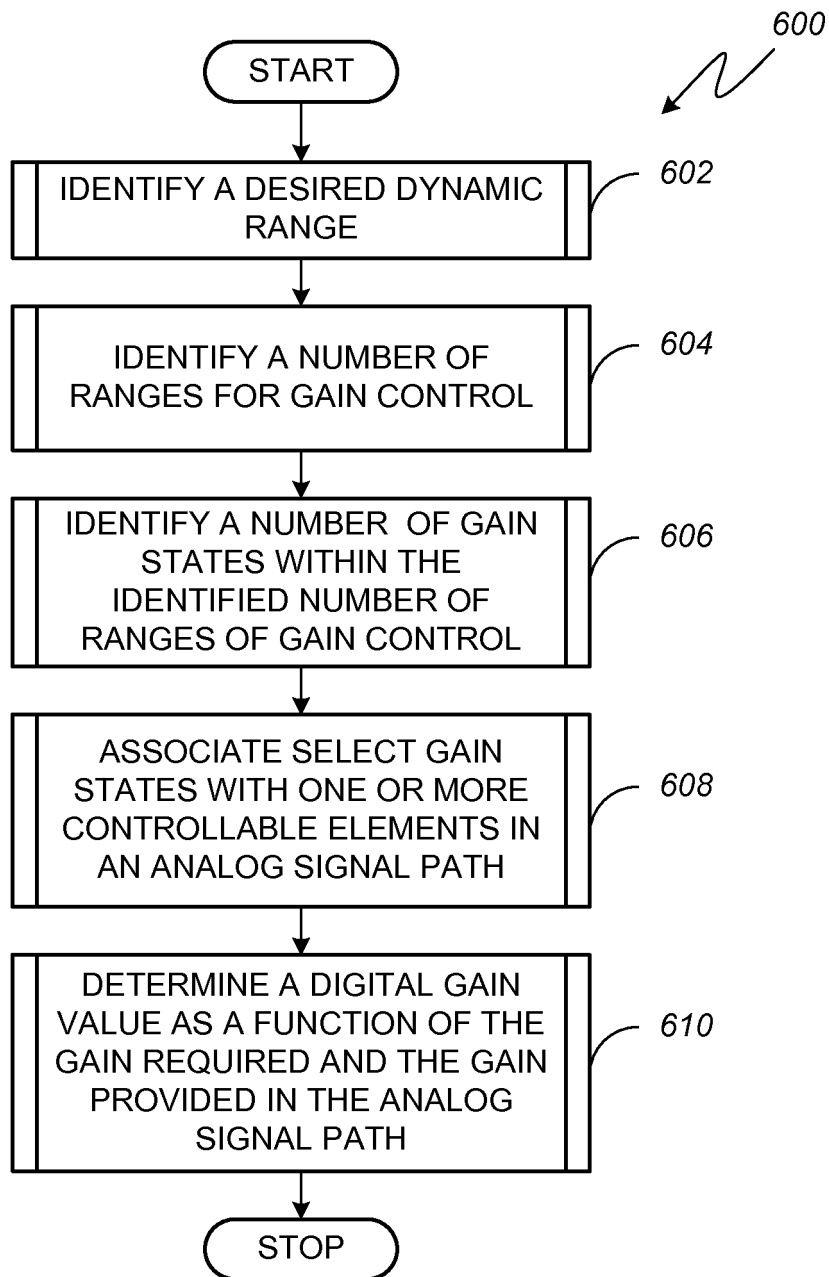 600
START
IDENTIFY A DESIRED DYNAMIC
RANGE
602
IDENTIFY A NUMBER OF
RANGES FOR GAIN CONTROL
604
IDENTIFY A NUMBER OF GAIN
STATES WITHIN THE
IDENTIFIED NUMBER OF
RANGES OF GAIN CONTROL
606
ASSOCIATE SELECT GAIN
STATES WITH ONE OR MORE
CONTROLLABLE ELEMENTS IN
AN ANALOG SIGNAL PATH
608
DETERMINE A DIGITAL GAIN
VALUE AS A FUNCTION OF THE
GAIN REQUIRED AND THE GAIN
PROVIDED IN THE ANALOG
SIGNAL PATH
610
STOP